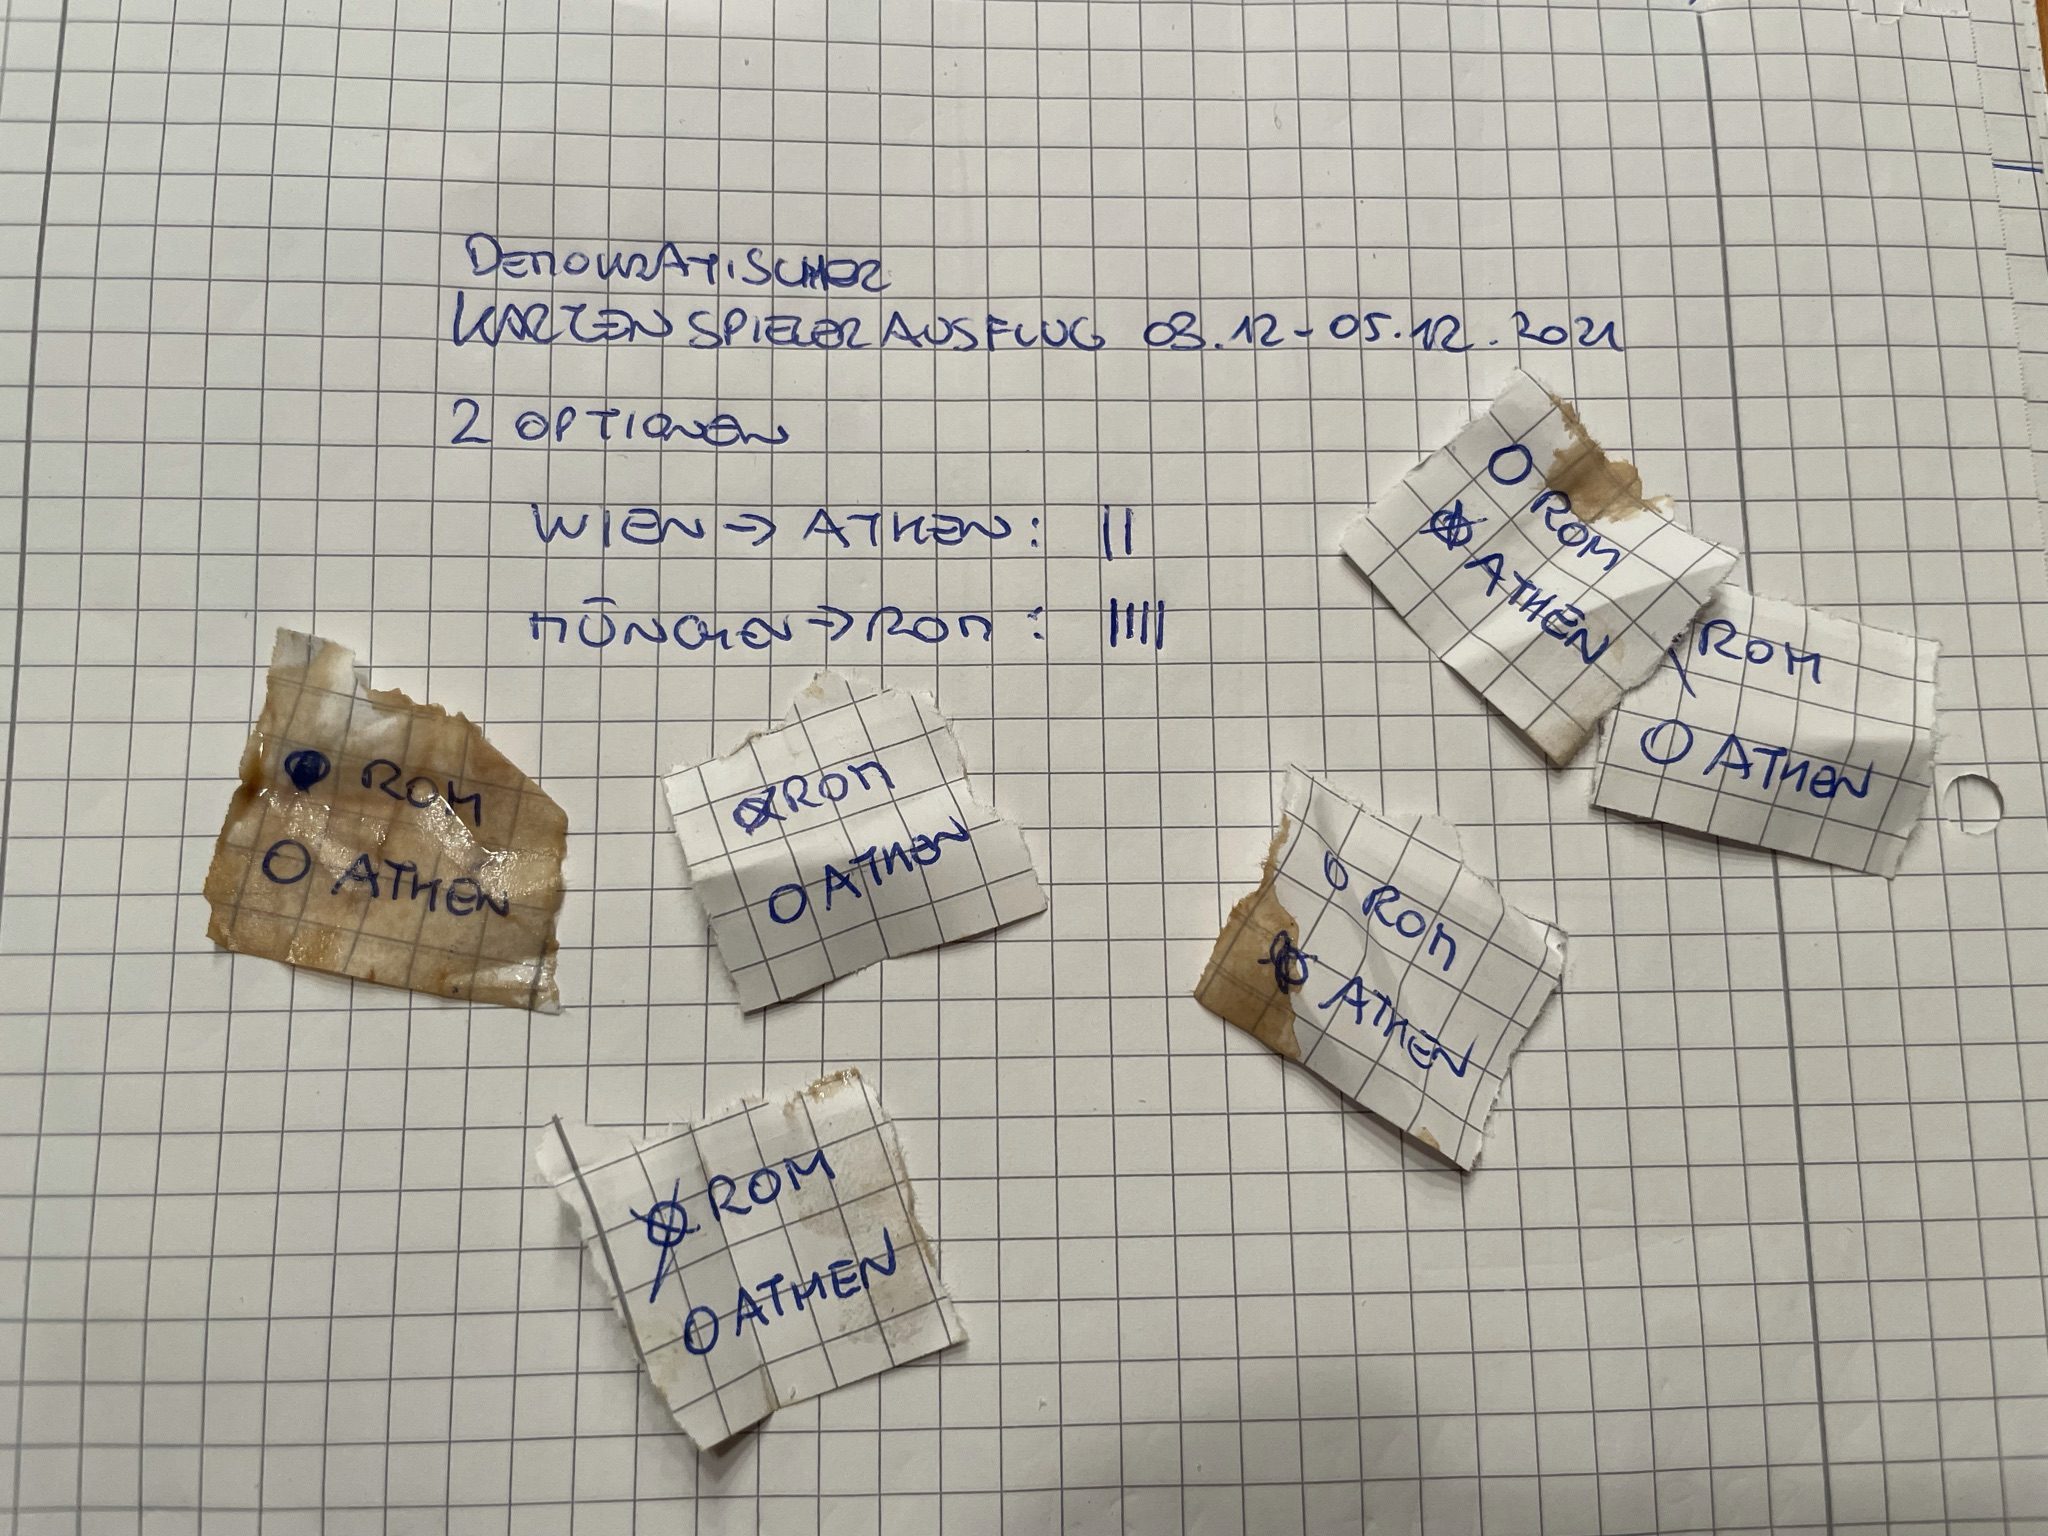 DEMOKRATISCHER
KARTENSPIELERAUSFLUG 03.12-05.12.2021
2 OPTIONEN
WIEN → ATHEN: ||
MÜNCHEN → ROM: ||||
O ROM
ATHEN
ROM
O ATHEN
ROM
O ATHEN
ROM
O ATHEN
O ROM
ATHEN
ROM
O ATHEN